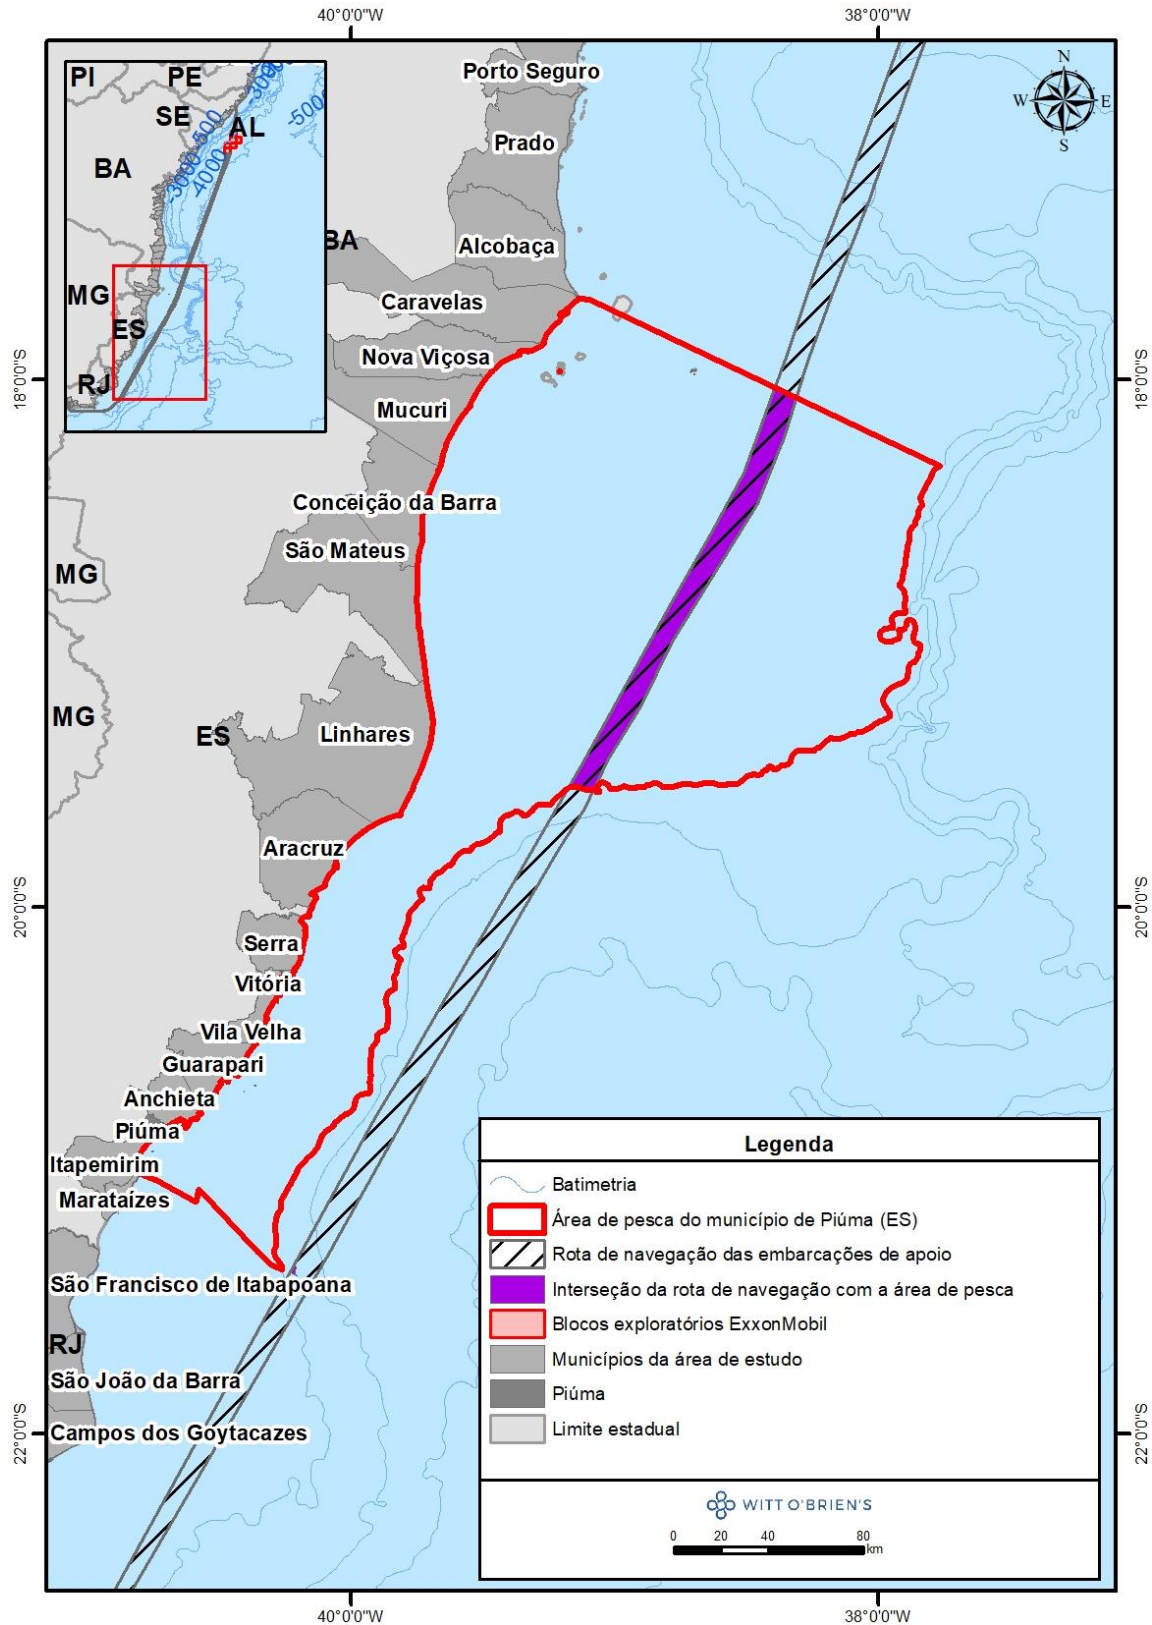 40°0'0"W
38°0'0"W
PI
PE
SE
AL
BA
MG
ES
RJ
-3000
-5000
-500
-3000
-4000
N
W
E
S
Porto Seguro
Prado
BA
Alcobaça
Caravelas
Nova Viçosa
Mucuri
18°0'0"S
18°0'0"S
Conceição da Barra
São Mateus
MG
MG
ES
Linhares
Aracruz
20°0'0"S
20°0'0"S
Serra
Vitória
Vila Velha
Guarapari
Anchieta
Piúma
Itapemirim
Marataízes
São Francisco de Itabapoana
RJ
São João da Barra
Campos dos Goytacazes
22°0'0"S
22°0'0"S
Legenda
Batimetria
Área de pesca do município de Piúma (ES)
Rota de navegação das embarcações de apoio
Interseção da rota de navegação com a área de pesca
Blocos exploratórios ExxonMobil
Municípios da área de estudo
Piúma
Limite estadual
WITT O'BRIEN'S
0 20 40 80
km
40°0'0"W
38°0'0"W